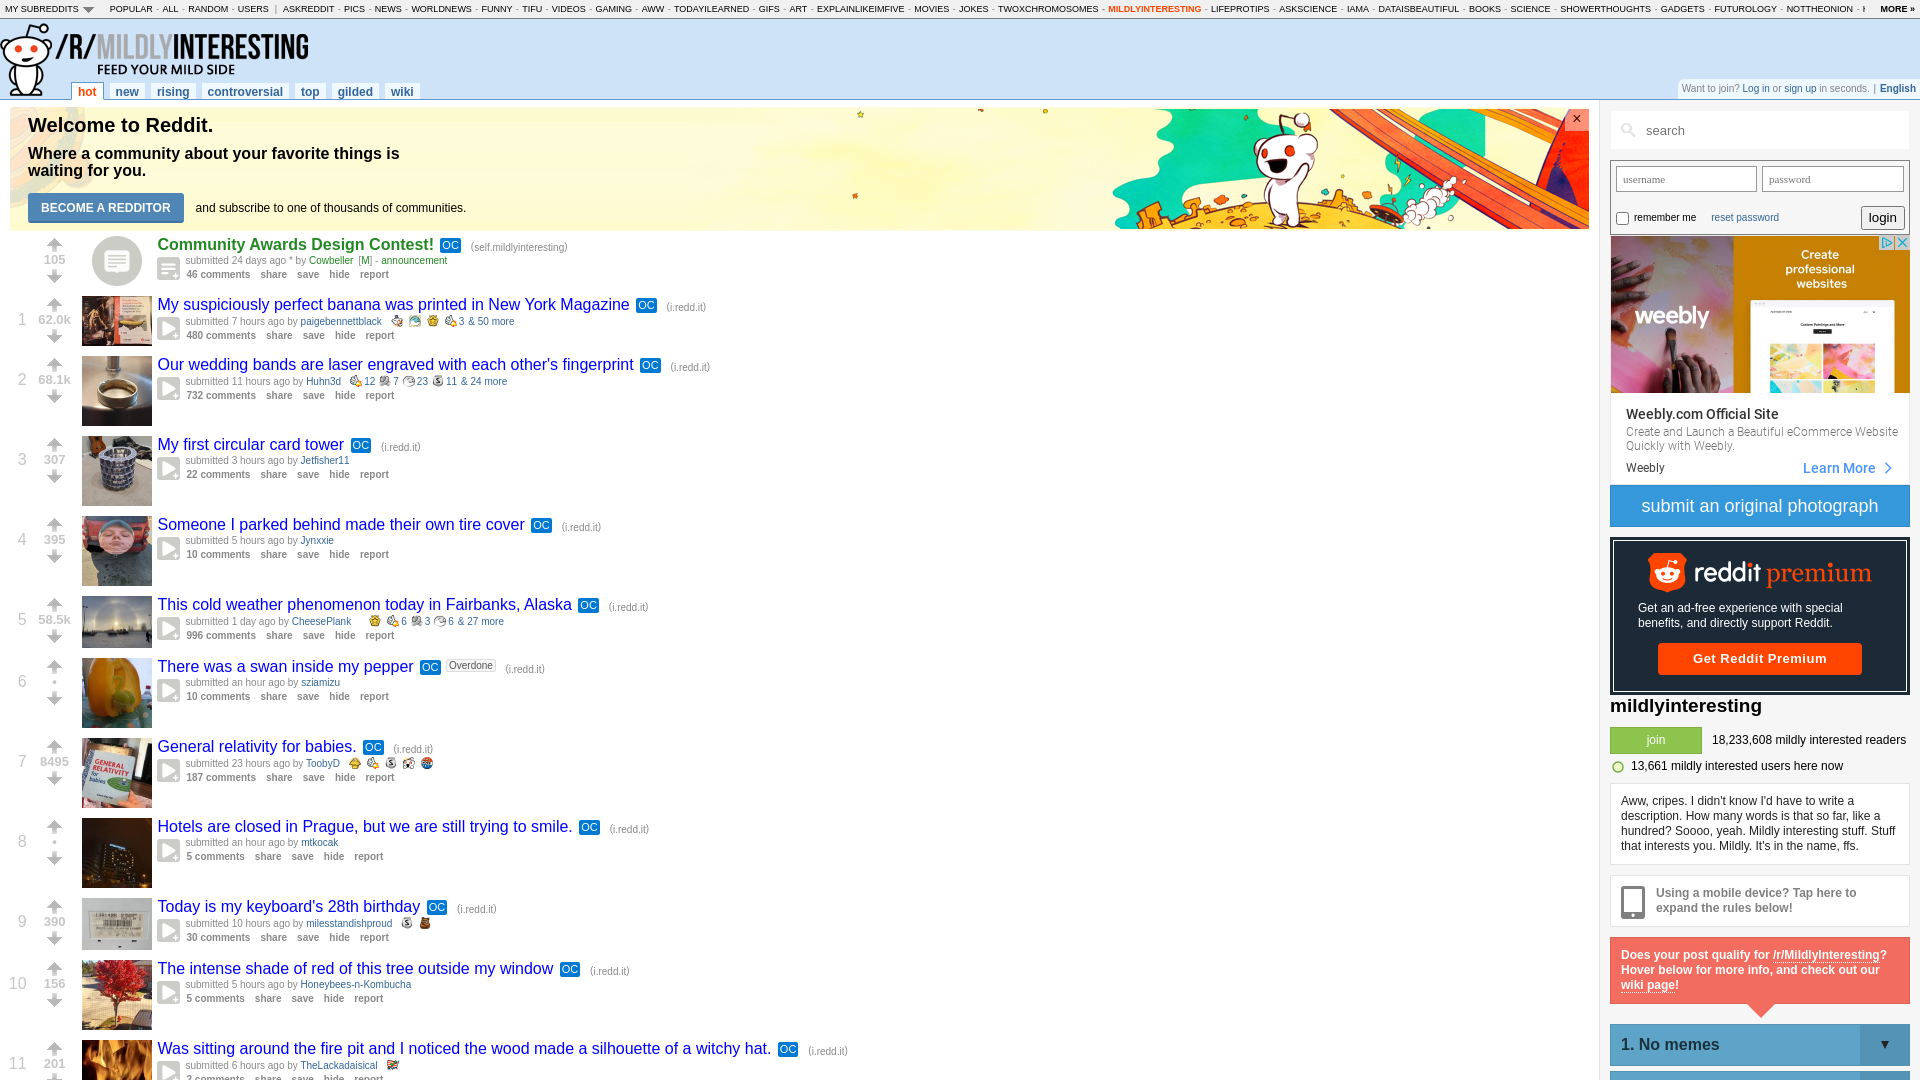 MY SUBREDDITS
POPULAR - ALL - RANDOM - USERS | ASKREDDIT - PICS - NEWS - WORLDNEWS - FUNNY - TIFU - VIDEOS - GAMING - AWW - TODAYILEARNED - GIFS - ART - EXPLAINLIKEIMFIVE - MOVIES - JOKES - TWOXCHROMOSOMES - MILDLYINTERESTING - LIFEPROTIPS - ASKSCIENCE - IAMA - DATAISBEAUTIFUL - BOOKS - SCIENCE - SHOWERTHOUGHTS - GADGETS - FUTUROLOGY - NOTTHEONION -
MORE »
/R/MILDLYINTERESTING
FEED YOUR MILD SIDE
hot new rising controversial top gilded wiki
Want to join? Log in or sign up in seconds. | English
Welcome to Reddit.
Where a community about your favorite things is
waiting for you.
BECOME A REDDITOR and subscribe to one of thousands of communities.
×
105
Community Awards Design Contest! OC (self.mildlyinteresting)
submitted 24 days ago * by Cowbeller [M] - announcement
46 comments share save hide report
1 62.0k
My suspiciously perfect banana was printed in New York Magazine OC (i.redd.it)
submitted 7 hours ago by paigebennettblack 3 & 50 more
480 comments share save hide report
2 68.1k
Our wedding bands are laser engraved with each other's fingerprint OC (i.redd.it)
submitted 11 hours ago by Huhn3d 12 7 23 11 & 24 more
732 comments share save hide report
3 307
My first circular card tower OC (i.redd.it)
submitted 3 hours ago by Jetfisher11
22 comments share save hide report
4 395
Someone I parked behind made their own tire cover OC (i.redd.it)
submitted 5 hours ago by Jynxxie
10 comments share save hide report
5 58.5k
This cold weather phenomenon today in Fairbanks, Alaska OC (i.redd.it)
submitted 1 day ago by CheesePlank 6 3 6 & 27 more
996 comments share save hide report
6 •
There was a swan inside my pepper OC Overdone (i.redd.it)
submitted an hour ago by sziamizu
10 comments share save hide report
7 8495
GENERAL
RELATIVITY
for
babies
General relativity for babies. OC (i.redd.it)
submitted 23 hours ago by ToobyD
187 comments share save hide report
8 •
Hotels are closed in Prague, but we are still trying to smile. OC (i.redd.it)
submitted an hour ago by mtkocak
5 comments share save hide report
9 390
Today is my keyboard's 28th birthday OC (i.redd.it)
submitted 10 hours ago by milesstandishproud
30 comments share save hide report
10 156
The intense shade of red of this tree outside my window OC (i.redd.it)
submitted 5 hours ago by Honeybees-n-Kombucha
5 comments share save hide report
11 201
Was sitting around the fire pit and I noticed the wood made a silhouette of a witchy hat. OC (i.redd.it)
submitted 6 hours ago by TheLackadaisical
2 comments share save hide report
search
username password
remember me reset password login
Create
professional
websites
weebly
Weebly.com Official Site
Create and Launch a Beautiful eCommerce Website
Quickly with Weebly.
Weebly Learn More
submit an original photograph
reddit premium
Get an ad-free experience with special
benefits, and directly support Reddit.
Get Reddit Premium
mildlyinteresting
join 18,233,608 mildly interested readers
13,661 mildly interested users here now
Aww, cripes. I didn't know I'd have to write a
description. How many words is that so far, like a
hundred? Soooo, yeah. Mildly interesting stuff. Stuff
that interests you. Mildly. It's in the name, ffs.
Using a mobile device? Tap here to
expand the rules below!
Does your post qualify for /r/MildlyInteresting?
Hover below for more info, and check out our
wiki page!
1. No memes ▼